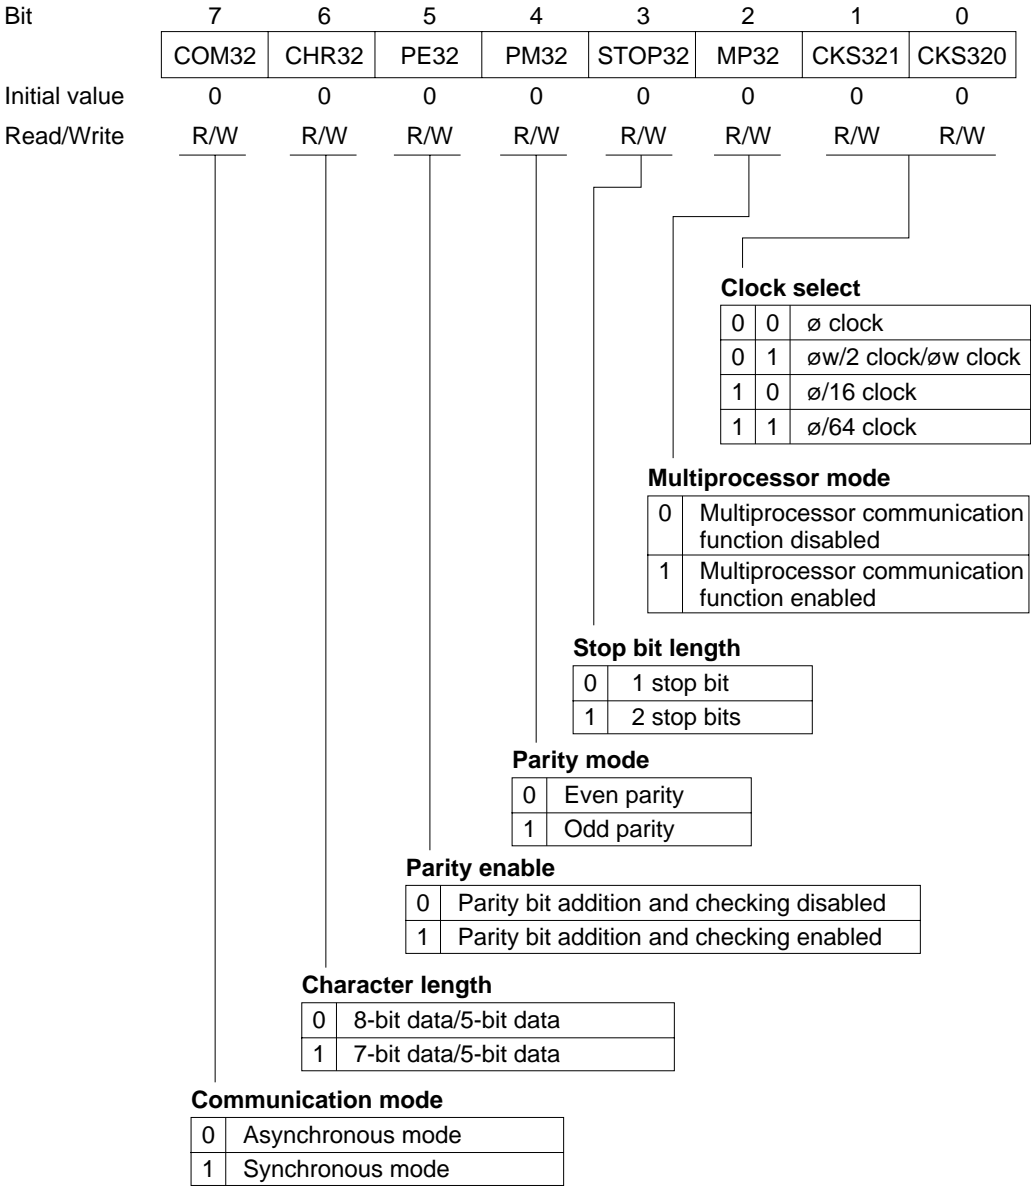 Bit 7 6 5 4 3 2 1 0
COM32 CHR32 PE32 PM32 STOP32 MP32 CKS321 CKS320
Initial value 0 0 0 0 0 0 0 0
Read/Write R/W R/W R/W R/W R/W R/W R/W R/W
Clock select
0 0 ø clock
0 1 øw/2 clock/øw clock
1 0 ø/16 clock
1 1 ø/64 clock
Multiprocessor mode
0 Multiprocessor communication
function disabled
1 Multiprocessor communication
function enabled
Stop bit length
0 1 stop bit
1 2 stop bits
Parity mode
0 Even parity
1 Odd parity
Parity enable
0 Parity bit addition and checking disabled
1 Parity bit addition and checking enabled
Character length
0 8-bit data/5-bit data
1 7-bit data/5-bit data
Communication mode
0 Asynchronous mode
1 Synchronous mode